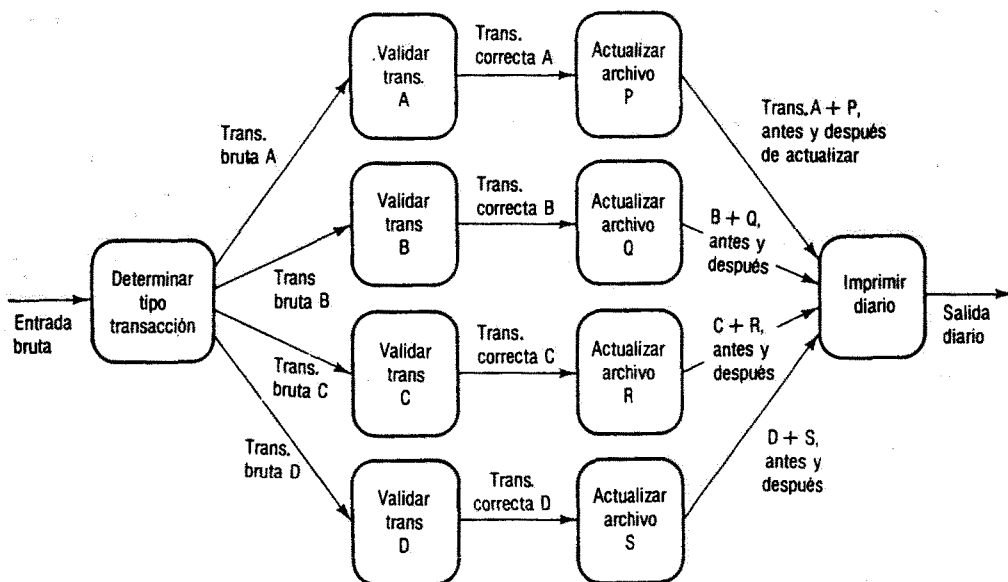 .Validar
trans.
A
Trans.
correcta A
Actualizar
archivo
P
Trans.
bruta A
Trans. A + P,
antes y después
de actualizar
Validar
trans
B
Trans.
correcta B
Actualizar
archivo
Q
B + Q,
antes y
después
Trans
bruta B
Entrada
bruta
Determinar
tipo
transacción
Imprimir
diario
Salida
diario
Trans.
bruta C
Validar
trans
C
Trans.
correcta C
Actualizar
archivo
R
C + R,
antes y
después
Trans.
bruta D
Validar
trans
D
Trans.
correcta D
Actualizar
archivo
S
D + S,
antes y
después